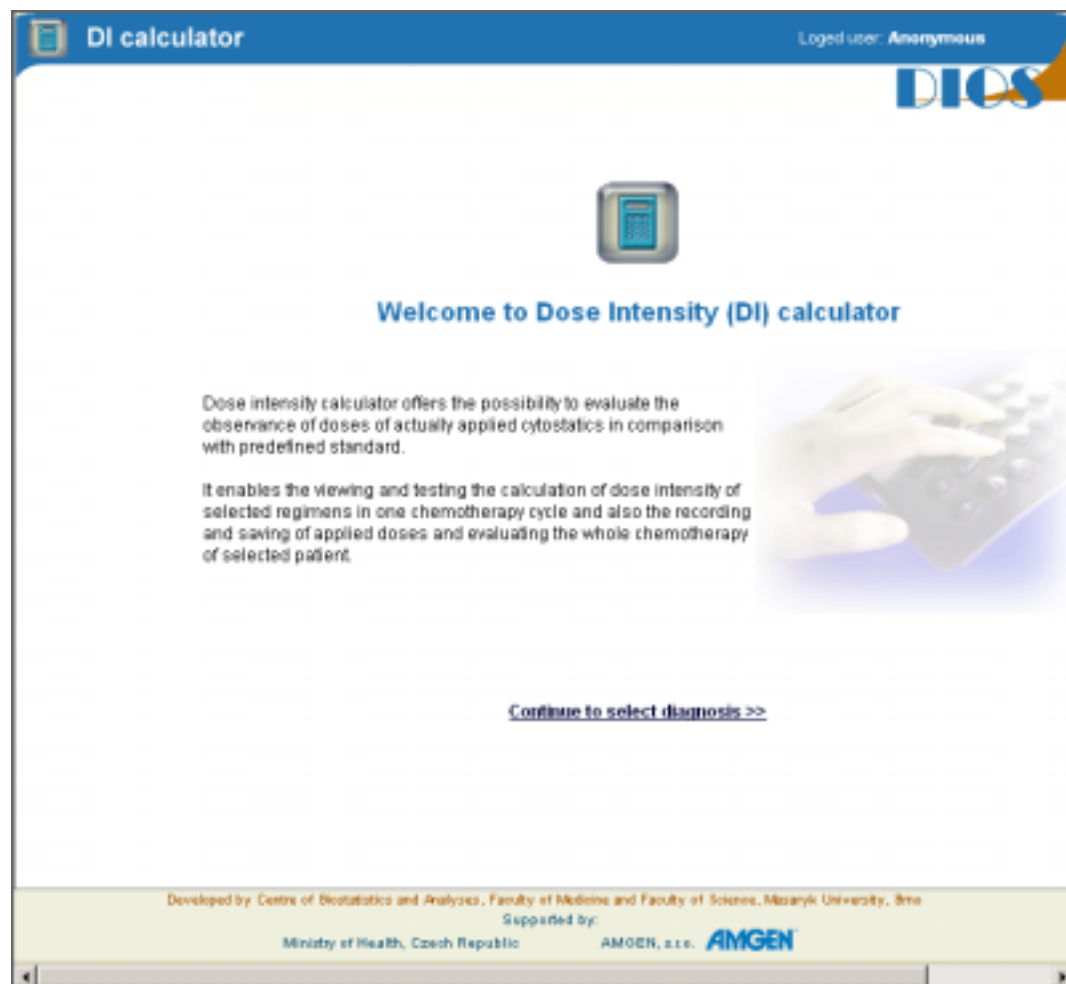 DI calculator
Loged user: Anonymous
DIOS
Welcome to Dose Intensity (DI) calculator
Dose intensity calculator offers the possibility to evaluate the
observance of doses of actually applied cytostatics in comparison
with predefined standard.
It enables the viewing and testing the calculation of dose intensity of
selected regimens in one chemotherapy cycle and also the recording
and saving of applied doses and evaluating the whole chemotherapy
of selected patient.
Continue to select diagnosis >>
Developed by Centre of Biostatistics and Analyses, Faculty of Medicine and Faculty of Science, Masaryk University, Brno
Supported by:
Ministry of Health, Czech Republic AMGEN, s.r.o. AMGEN